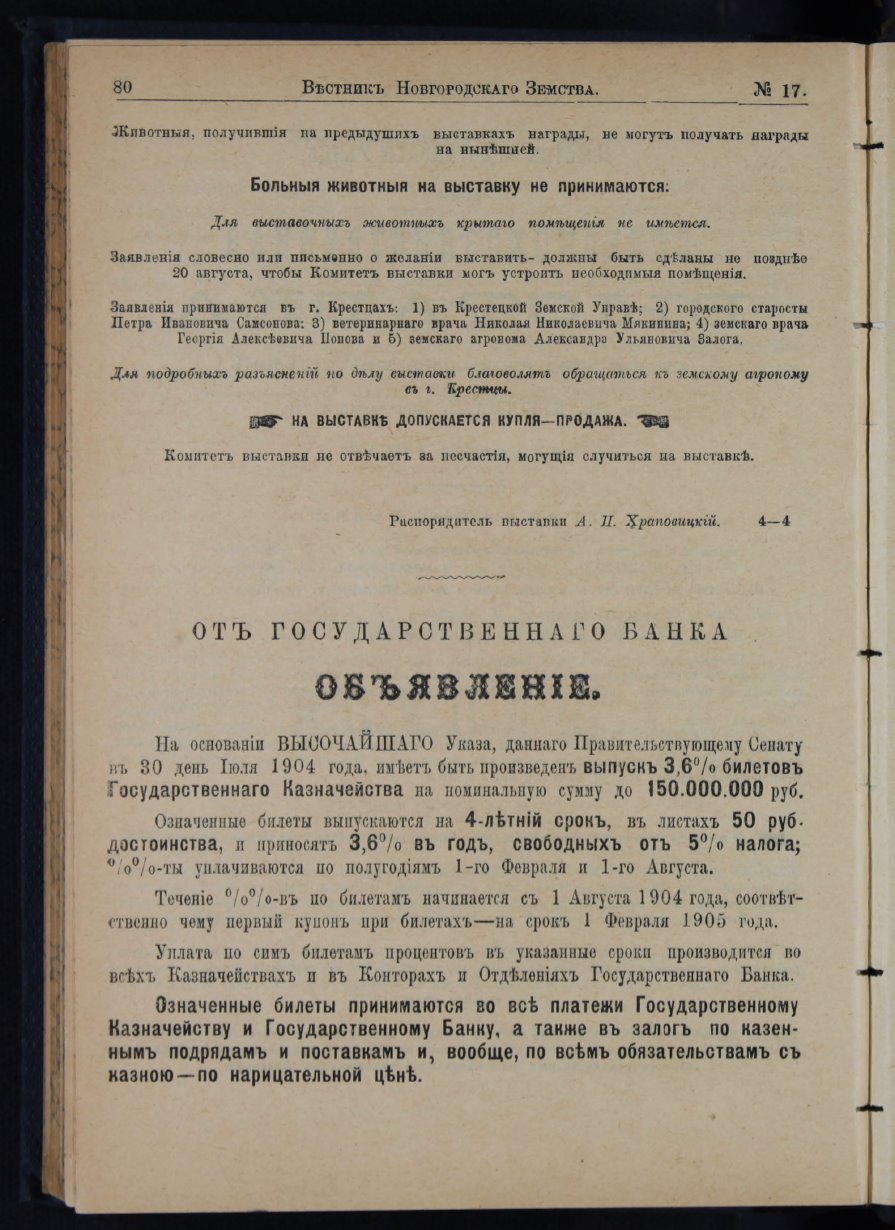 80 Вѣстникъ Новгородскаго Земства. № 17.
Животныя, получившія на предыдущихъ выставкахъ награды, не могутъ получать награды
на нынѣшней.
Больныя животныя на выставку не принимаются.
Для выставочныхъ животныхъ крытаго помѣщенія не имѣется.
Заявленія словесно или письменно о желаніи выставить- должны быть сдѣланы не позднѣе
20 августа, чтобы Комитетъ выставки могъ устроить необходимыя помѣщенія.
Заявленія принимаются въ г. Крестцахъ: 1) въ Крестецкой Земской Управѣ; 2) городского старосты
Петра Ивановича Самсонова; 3) ветеринарнаго врача Николая Николаевича Мякинина; 4) земскаго врача
Георгія Алексѣевича Попова и 5) земскаго агронома Александра Ульяновича Залога.
Для подробныхъ разъясненій по дѣлу выставки благоволятъ обращаться къ земскому агроному
въ г. Крестцы.
НА ВЫСТАВКѢ ДОПУСКАЕТСЯ КУПЛЯ—ПРОДАЖА.
Комитетъ выставки не отвѣчаетъ за несчастія, могущія случиться на выставкѣ.
Распорядитель выставки А. П. Храповицкій. 4—4
ОТЪ ГОСУДАРСТВЕННАГО БАНКА
ОБЪЯВЛЕНІЕ.
На основаніи ВЫСОЧАЙШАГО Указа, даннаго Правительствующему Сенату
въ 30 день Іюля 1904 года, имѣетъ быть произведенъ выпускъ 3,6% билетовъ
Государственнаго Казначейства на номинальную сумму до 150.000.000 руб.
Означенные билеты выпускаются на 4-лѣтній срокъ, въ листахъ 50 руб.
достоинства, и приносятъ 3,6% въ годъ, свободныхъ отъ 5% налога;
%%-ты уплачиваются по полугодіямъ 1-го Февраля и 1-го Августа.
Теченіе %%-въ по билетамъ начинается съ 1 Августа 1904 года, соотвѣт-
ственно чему первый купонъ при билетахъ—на срокъ 1 Февраля 1905 года.
Уплата по симъ билетамъ процентовъ въ указанные сроки производится во
всѣхъ Казначействахъ и въ Конторахъ и Отдѣленіяхъ Государственнаго Банка.
Означенные билеты принимаются во всѣ платежи Государственному
Казначейству и Государственному Банку, а также въ залогъ по казен-
нымъ подрядамъ и поставкамъ и, вообще, по всѣмъ обязательствамъ съ
казною—по нарицательной цѣнѣ.